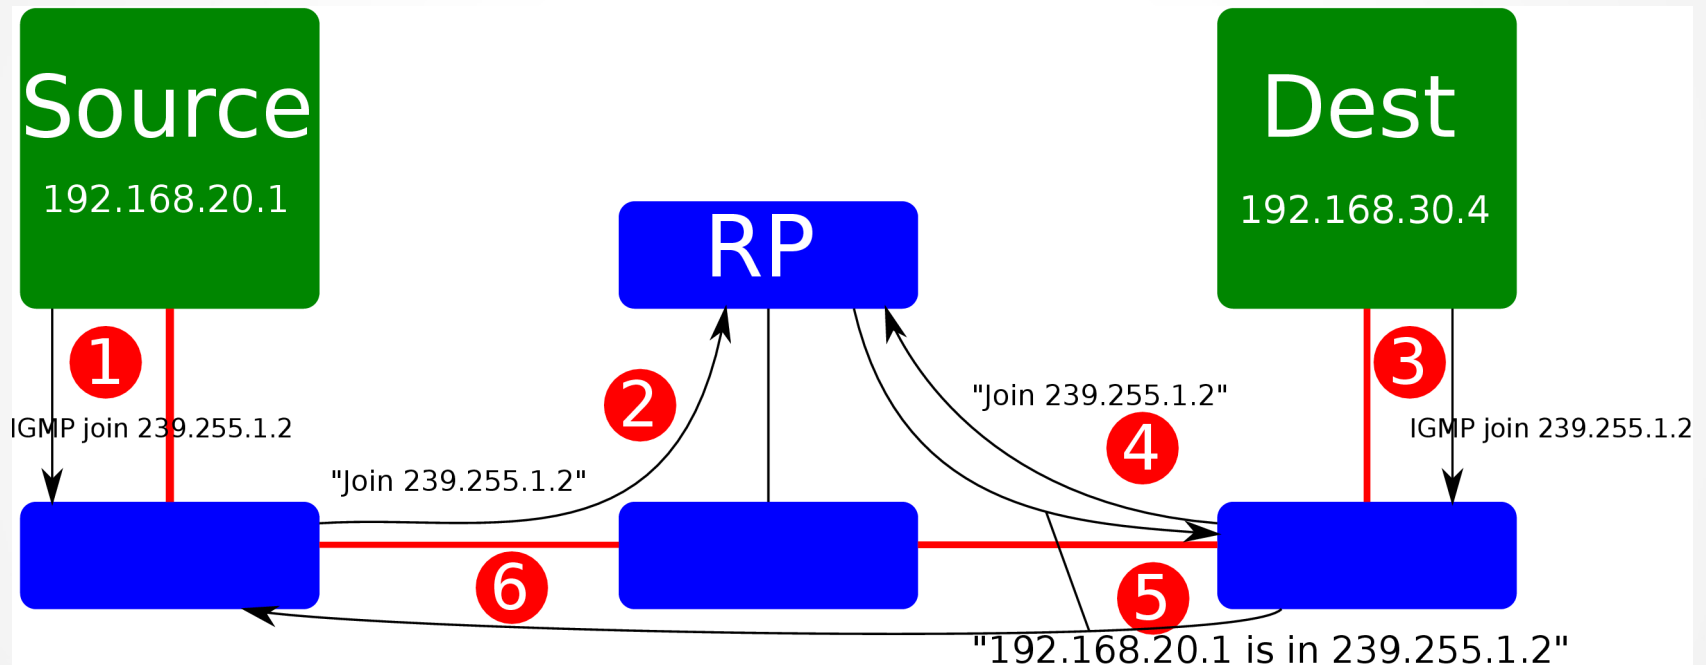 Source
192.168.20.1
Dest
192.168.30.4
RP
1
IGMP join 239.255.1.2
2
"Join 239.255.1.2"
3
IGMP join 239.255.1.2
"Join 239.255.1.2"
4
6
5
"192.168.20.1 is in 239.255.1.2"